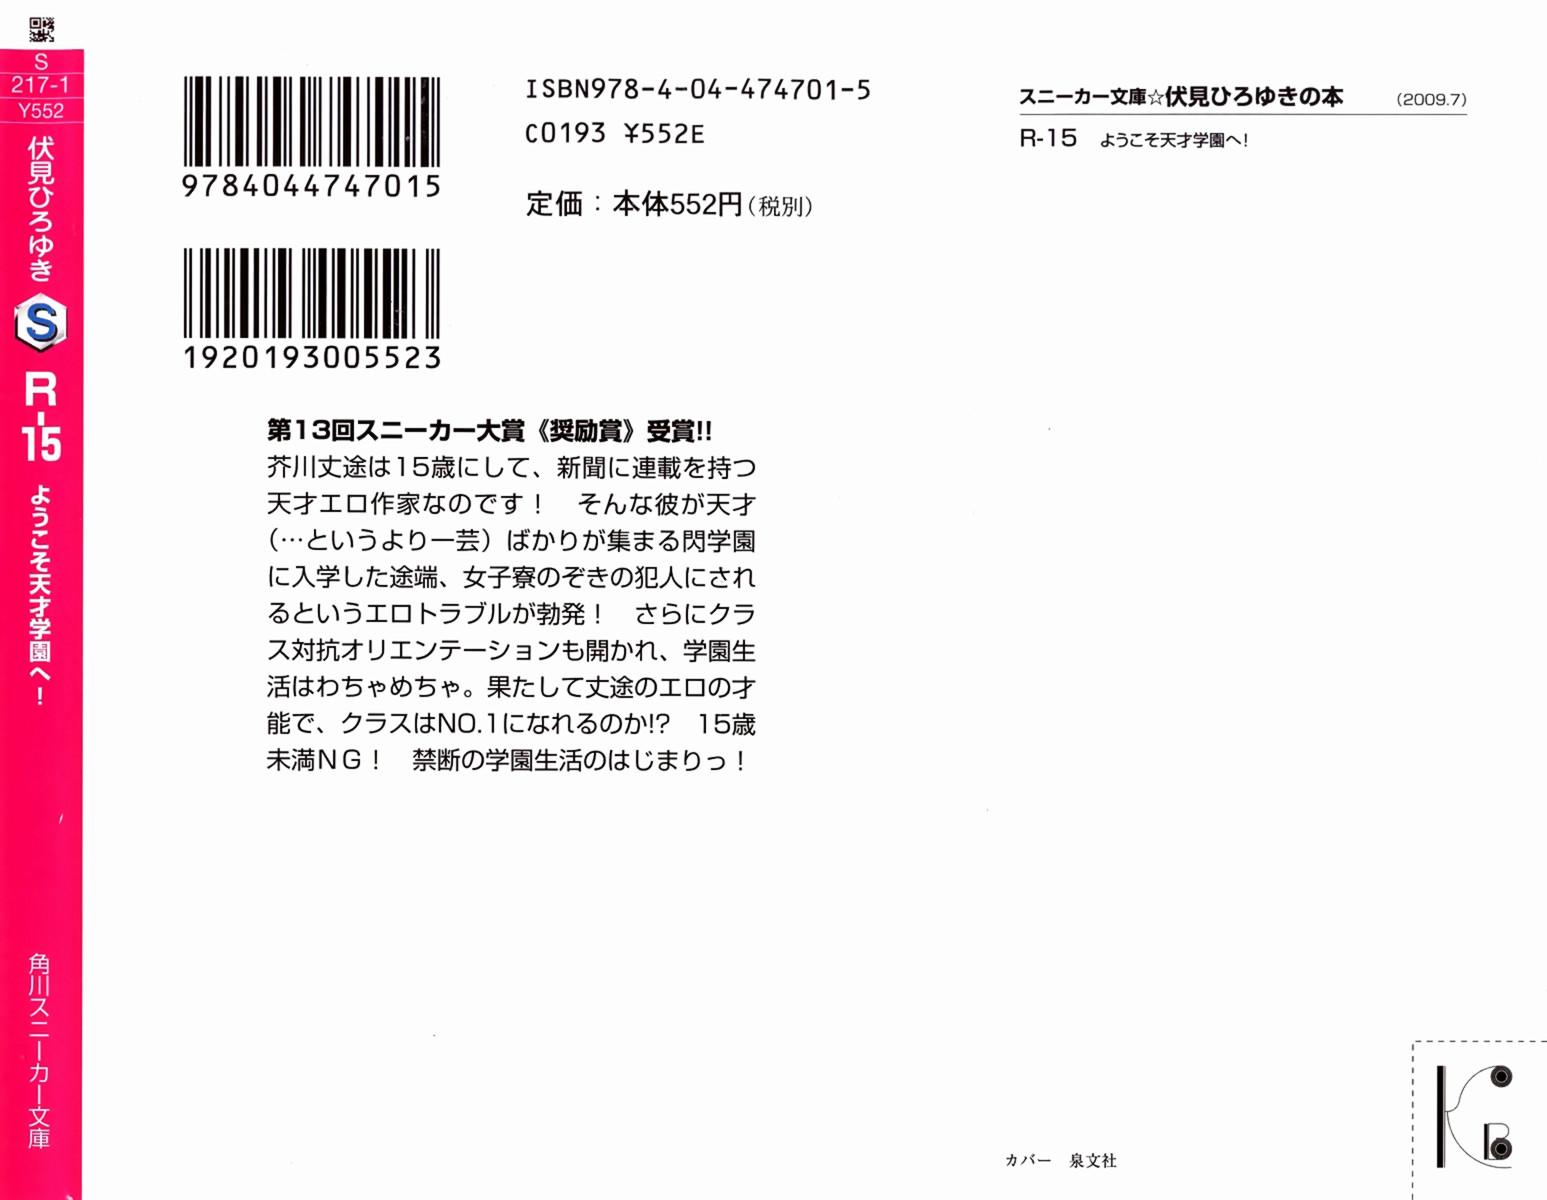 S
217-1
Y552
伏見ひろゆき
S
R-15
ようこそ天才学園へ!
角川スニーカー文庫
9784044747015
1920193005523
ISBN978-4-04-474701-5
C0193 ¥552E
定価：本体552円（税別）
第13回スニーカー大賞《奨励賞》受賞!!
芥川丈途は15歳にして、新聞に連載を持つ
天才エロ作家なのです！　そんな彼が天才
（…というより一芸）ばかりが集まる閃学園
に入学した途端、女子寮のぞきの犯人にされ
るというエロトラブルが勃発！　さらにクラ
ス対抗オリエンテーションも開かれ、学園生
活はわちゃめちゃ。果たして丈途のエロの才
能で、クラスはNO.1になれるのか!?　15歳
未満NG！　禁断の学園生活のはじまりっ！
スニーカー文庫☆伏見ひろゆきの本　（2009.7）
R-15　ようこそ天才学園へ!
カバー　泉文社
K
B